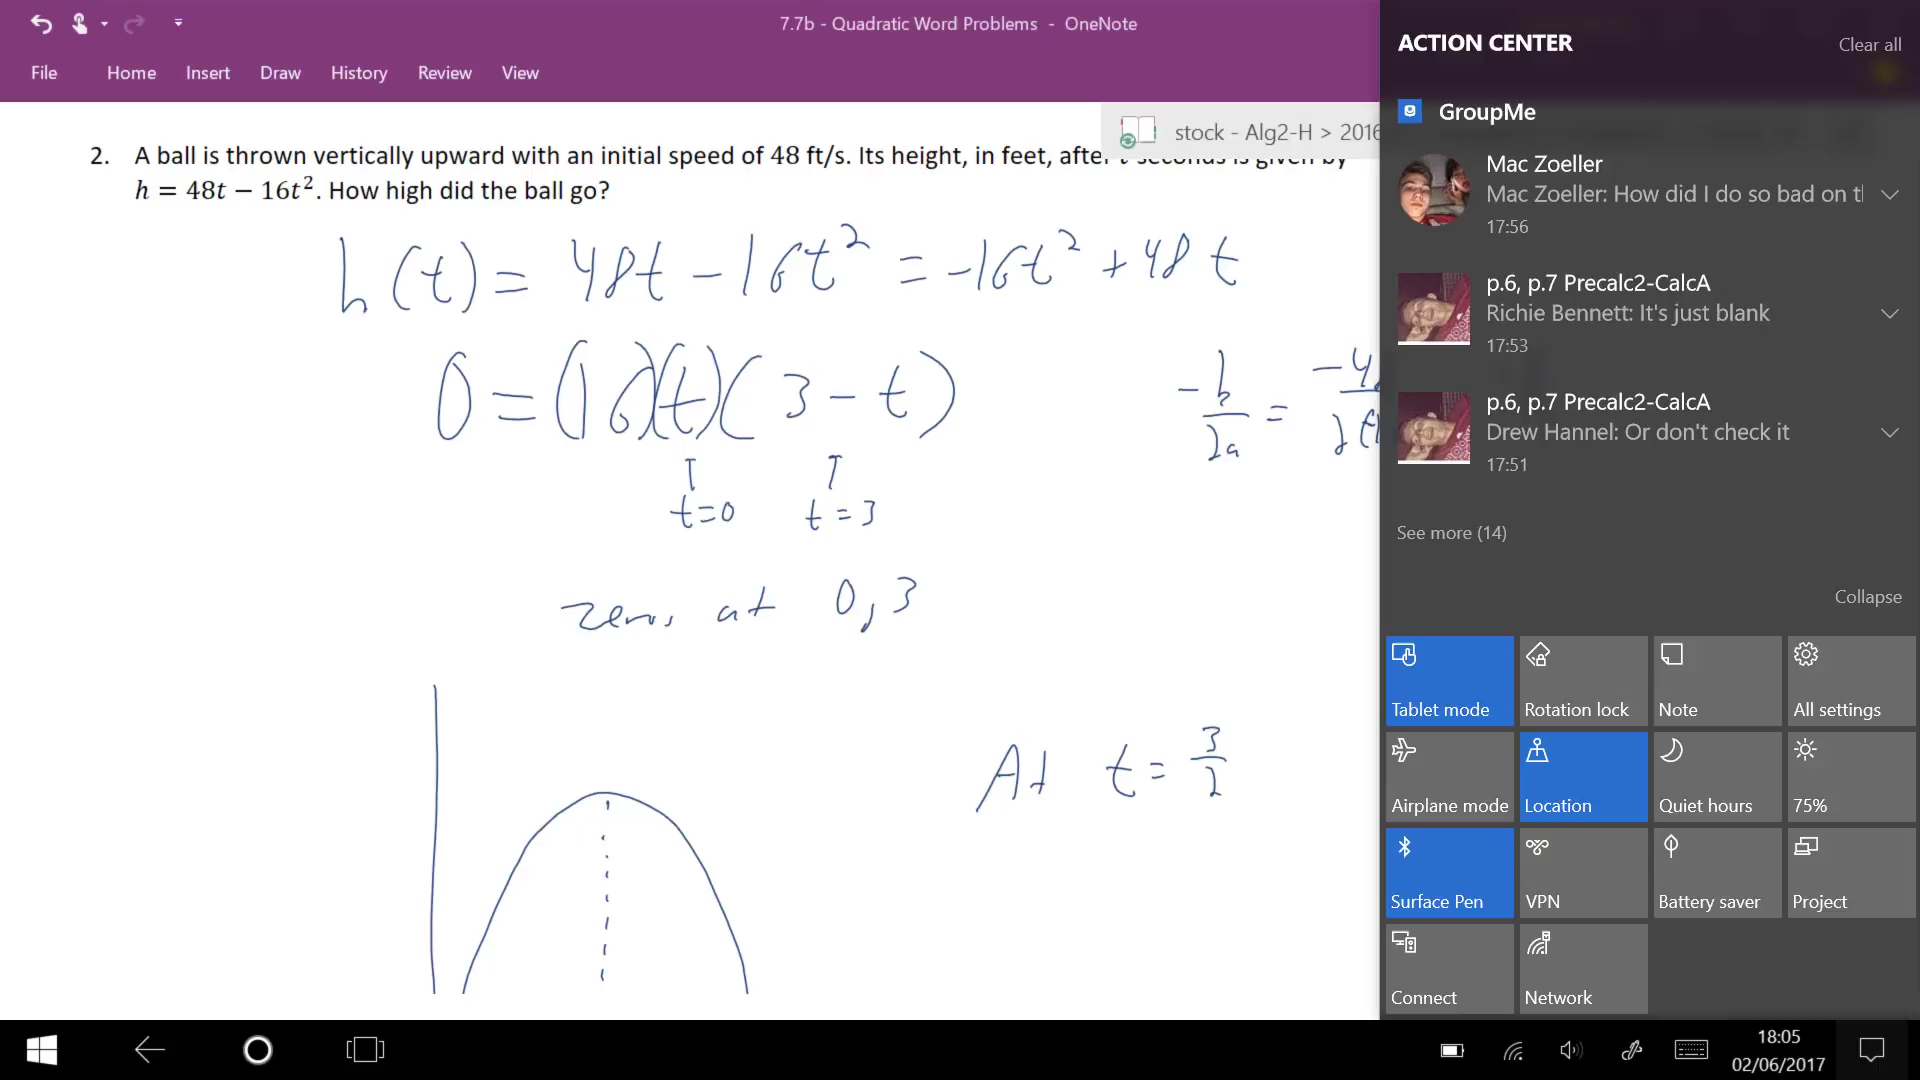 7.7b - Quadratic Word Problems - OneNote
File Home Insert Draw History Review View
stock - Alg2-H > 2016
2. A ball is thrown vertically upward with an initial speed of 48 ft/s. Its height, in feet, after t seconds is given by
h = 48t − 16t². How high did the ball go?
h(t) = 48t - 16t² = -16t² + 48t
0 = (16)(t)(3 - t)
t=0 t=3
-b/2a =
zeros at 0, 3
At t = 3/2
ACTION CENTER
Clear all
GroupMe
Mac Zoeller
Mac Zoeller: How did I do so bad on
17:56
p.6, p.7 Precalc2-CalcA
Richie Bennett: It's just blank
17:53
p.6, p.7 Precalc2-CalcA
Drew Hannel: Or don't check it
17:51
See more (14)
Collapse
Tablet mode Rotation lock Note All settings
Airplane mode Location Quiet hours 75%
Surface Pen VPN Battery saver Project
Connect Network
18:05
02/06/2017